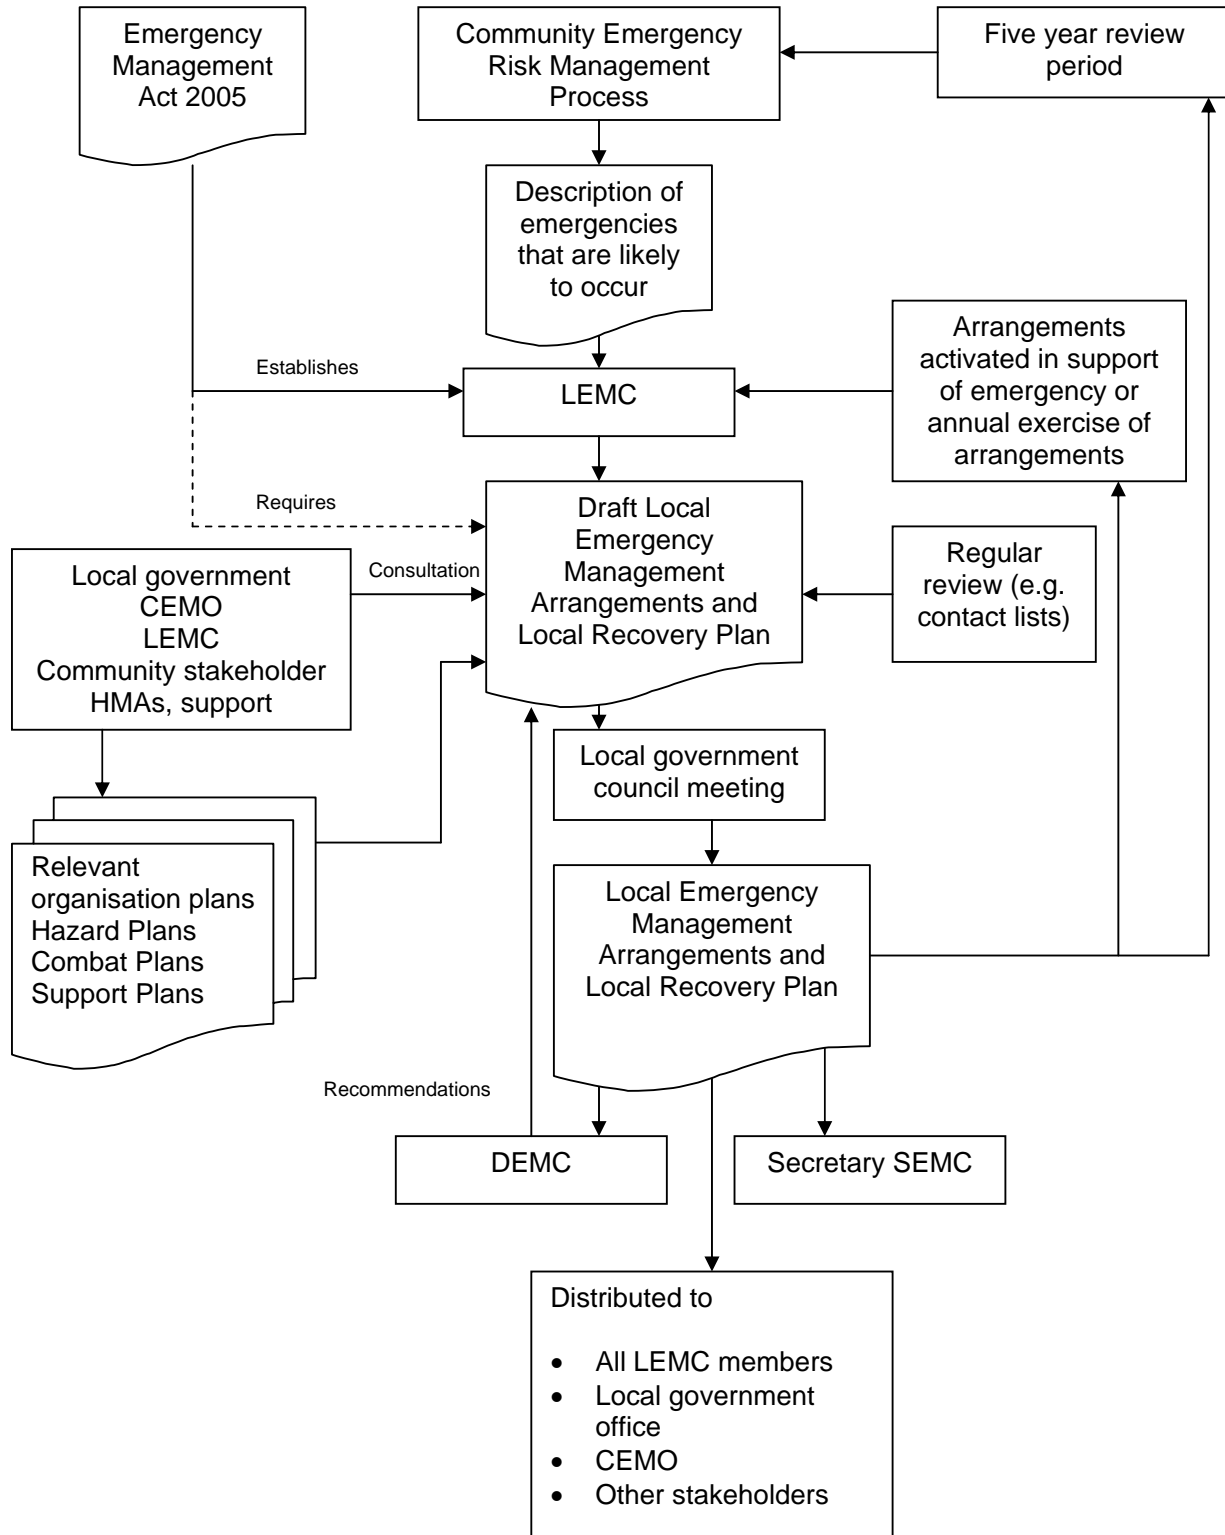 Emergency
Management
Act 2005
Community Emergency
Risk Management
Process
Five year review
period
Description of
emergencies
that are likely
to occur
Establishes
LEMC
Arrangements
activated in support
of emergency or
annual exercise of
arrangements
Requires
Draft Local
Emergency
Management
Arrangements and
Local Recovery Plan
Regular
review (e.g.
contact lists)
Local government
CEMO
LEMC
Community stakeholder
HMAs, support
Consultation
Local government
council meeting
Relevant
organisation plans
Hazard Plans
Combat Plans
Support Plans
Local Emergency
Management
Arrangements and
Local Recovery Plan
Recommendations
DEMC
Secretary SEMC
Distributed to
• All LEMC members
• Local government
office
• CEMO
• Other stakeholders